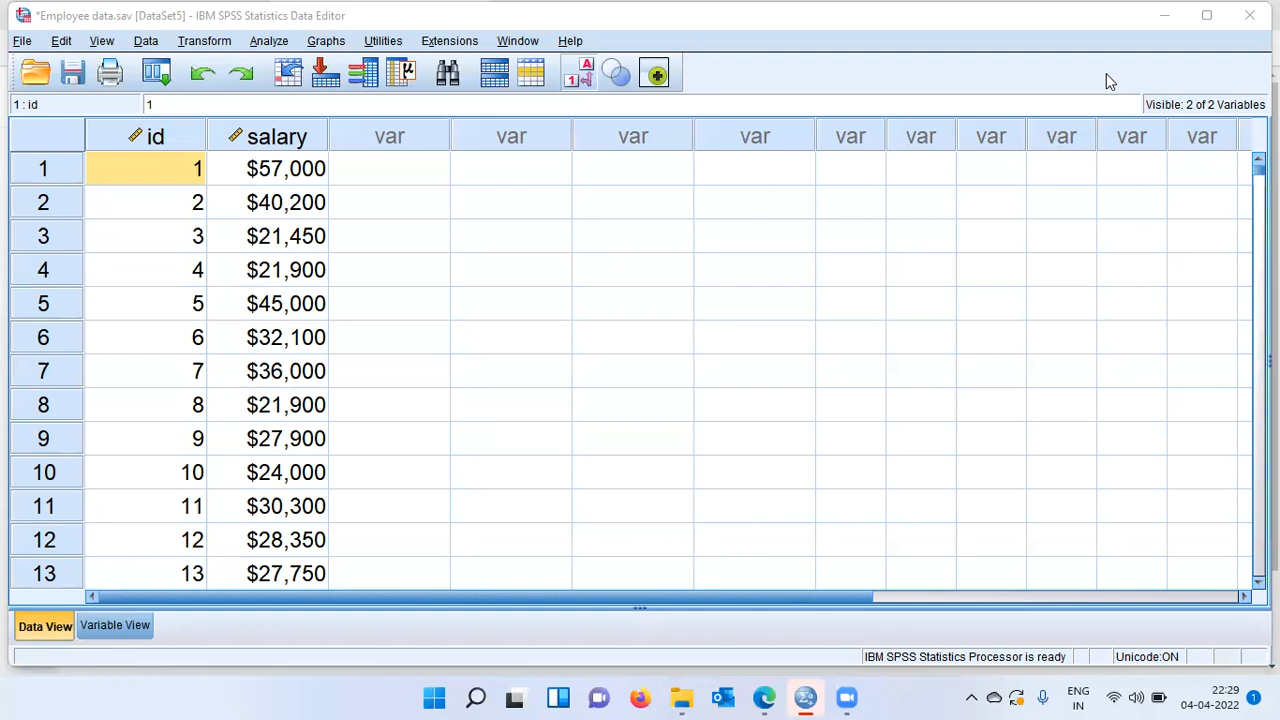 *Employee data.sav [DataSet5] - IBM SPSS Statistics Data Editor
File Edit View Data Transform Analyze Graphs Utilities Extensions Window Help
1 : id 1 Visible: 2 of 2 Variables
id salary var var var var var var var var var
1 1 $57,000
2 2 $40,200
3 3 $21,450
4 4 $21,900
5 5 $45,000
6 6 $32,100
7 7 $36,000
8 8 $21,900
9 9 $27,900
10 10 $24,000
11 11 $30,300
12 12 $28,350
13 13 $27,750
Data View Variable View
IBM SPSS Statistics Processor is ready Unicode:ON
ENG 22:29
IN 04-04-2022 1